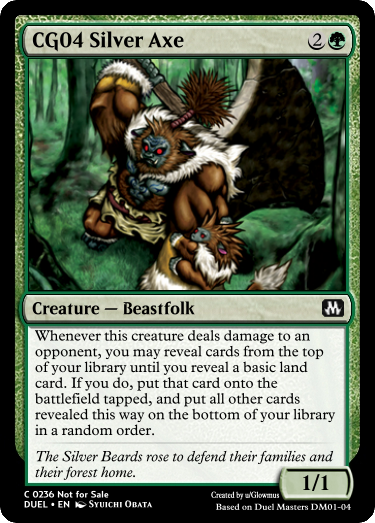 CG04 Silver Axe 2
Creature — Beastfolk M
Whenever this creature deals damage to an
opponent, you may reveal cards from the top
of your library until you reveal a basic land
card. If you do, put that card onto the
battlefield tapped, and put all other cards
revealed this way on the bottom of your library
in a random order.
The Silver Beards rose to defend their families and
their forest home.
1/1
C 0236 Not for Sale
DUEL • EN Syuichi Obata
Created by u/Glowmus
Based on Duel Masters DM01-04